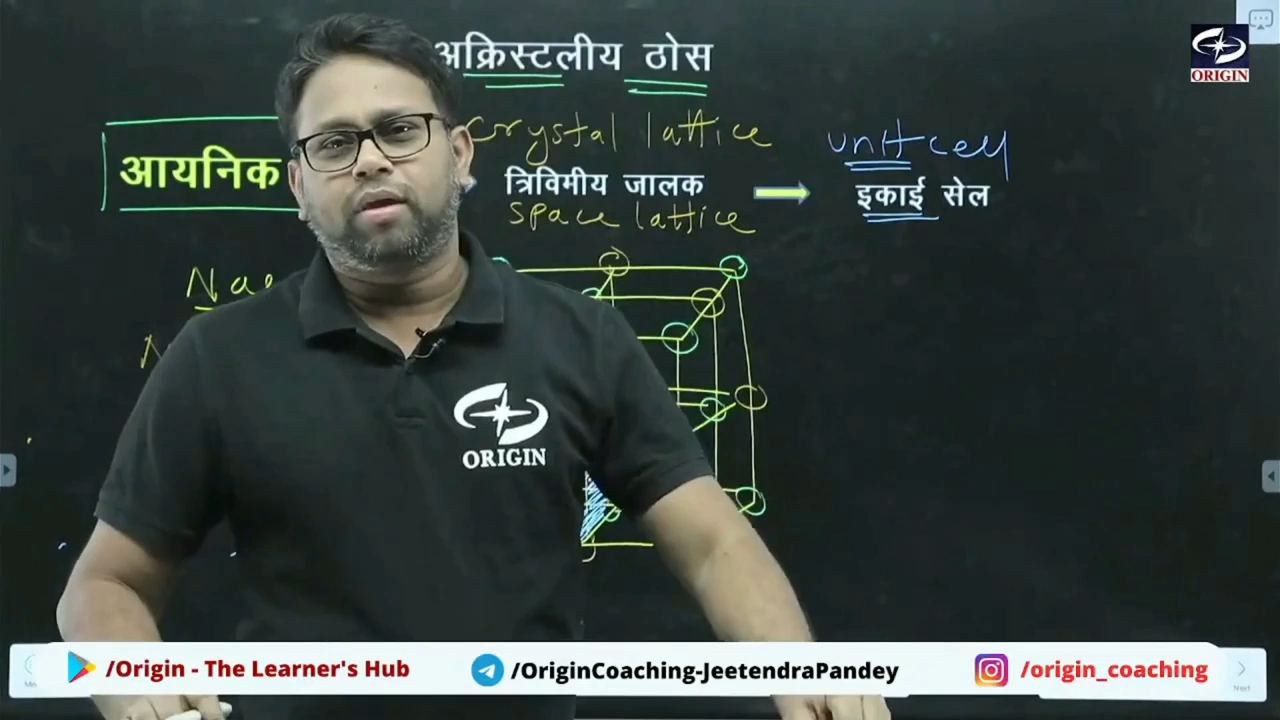 अक्रिस्टलीय ठोस
ORIGIN
crystal lattice
unit cell
आयनिक
त्रिविमीय जालक
इकाई सेल
space lattice
ORIGIN
/Origin - The Learner's Hub
/OriginCoaching-JeetendraPandey
/origin_coaching
Next